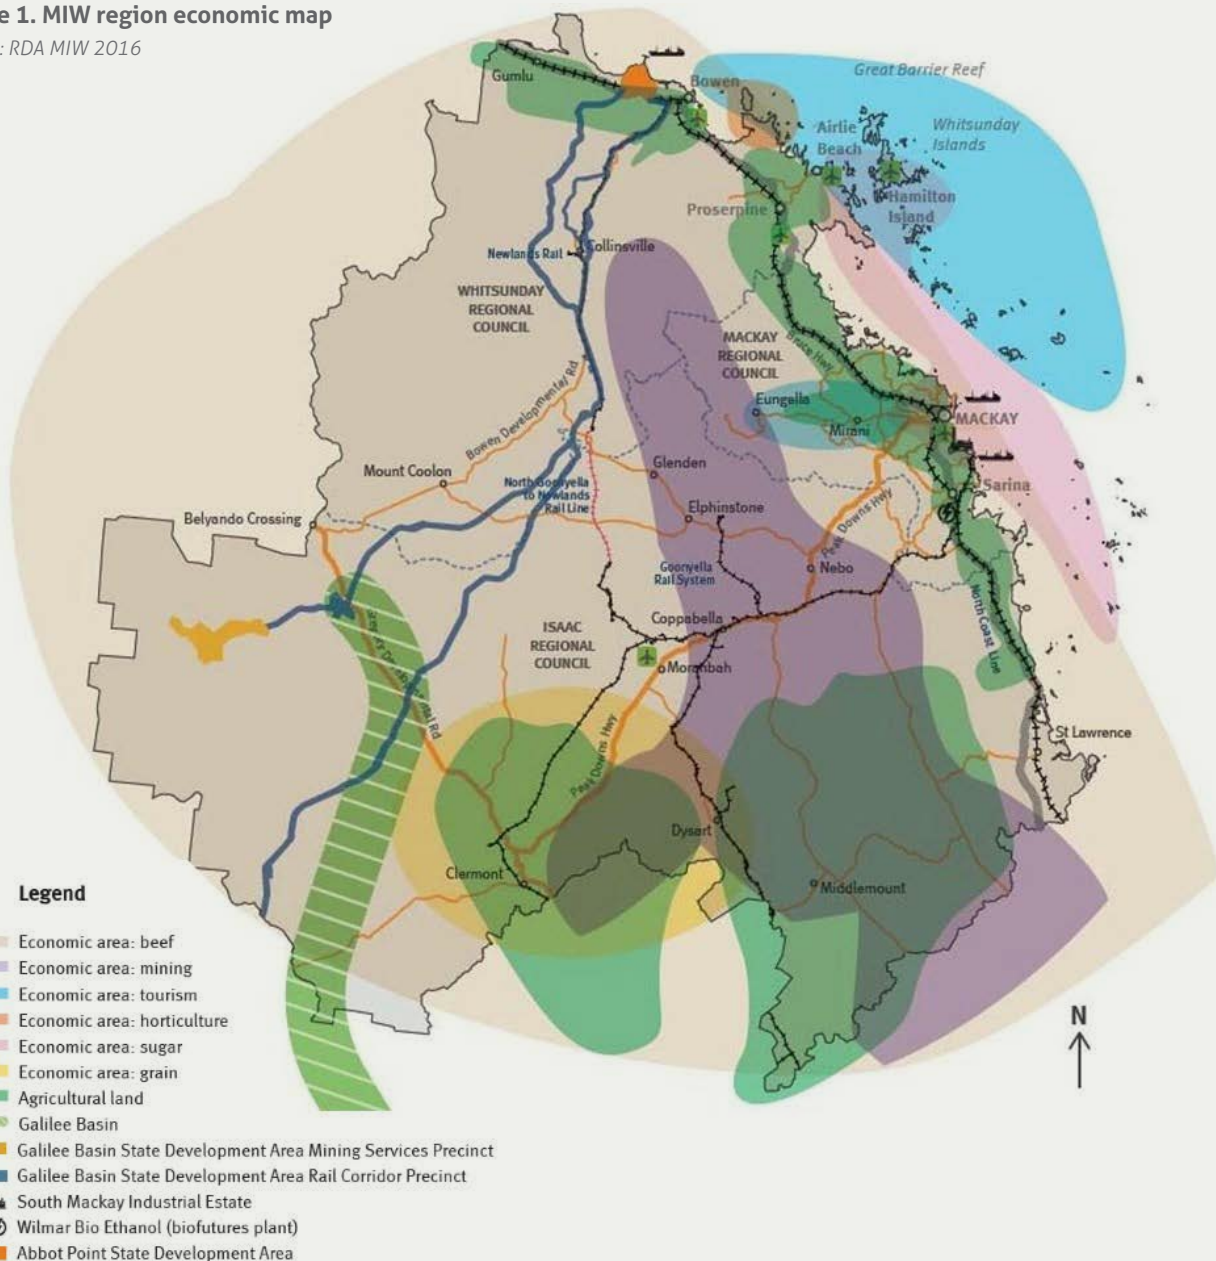 e 1. MIW region economic map
: RDA MIW 2016
Gumlu
Bowen
Great Barrier Reef
Airlie
Beach
Whitsunday
Islands
Hamilton
Island
Proserpine
Newlands Rail
Collinsville
WHITSUNDAY
REGIONAL
COUNCIL
MACKAY
REGIONAL
COUNCIL
Bruce Hwy
Eungella
Mirani
MACKAY
Bowen Developmental Rd
Mount Coolon
Glenden
North Goonyella
to Newlands
Rail Line
Sarina
Elphinstone
Peak Downs Hwy
Belyando Crossing
Goonyella
Rail System
Nebo
North Coast Line
Coppabella
ISAAC
REGIONAL
COUNCIL
Moranbah
Gregory Developmental Rd
Peak Downs Hwy
St Lawrence
Dysart
Clermont
Middlemount
Legend
Economic area: beef
Economic area: mining
Economic area: tourism
Economic area: horticulture
Economic area: sugar
Economic area: grain
Agricultural land
Galilee Basin
Galilee Basin State Development Area Mining Services Precinct
Galilee Basin State Development Area Rail Corridor Precinct
South Mackay Industrial Estate
Wilmar Bio Ethanol (biofutures plant)
Abbot Point State Development Area
N